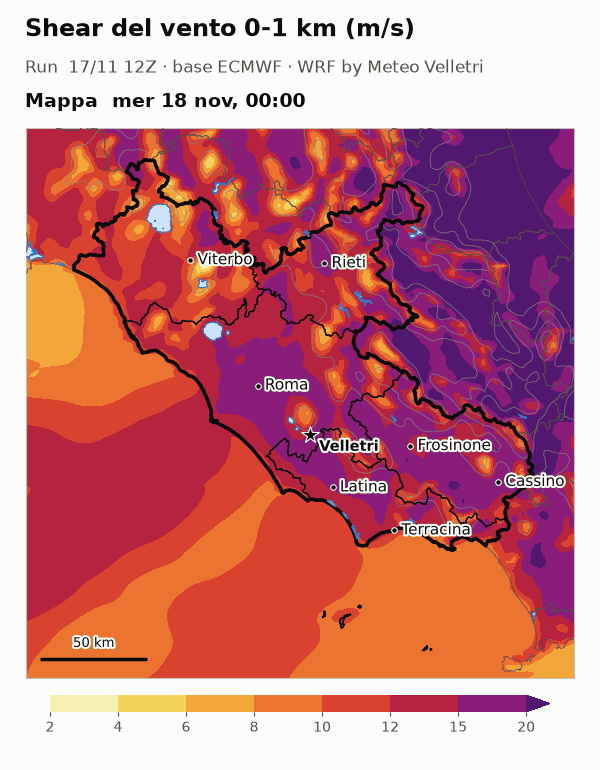 Shear del vento 0-1 km (m/s)
Run 17/11 12Z · base ECMWF · WRF by Meteo Velletri
Mappa mer 18 nov, 00:00
Viterbo
Rieti
Roma
Velletri
Frosinone
Latina
Cassino
Terracina
50 km
2 4 6 8 10 12 15 20